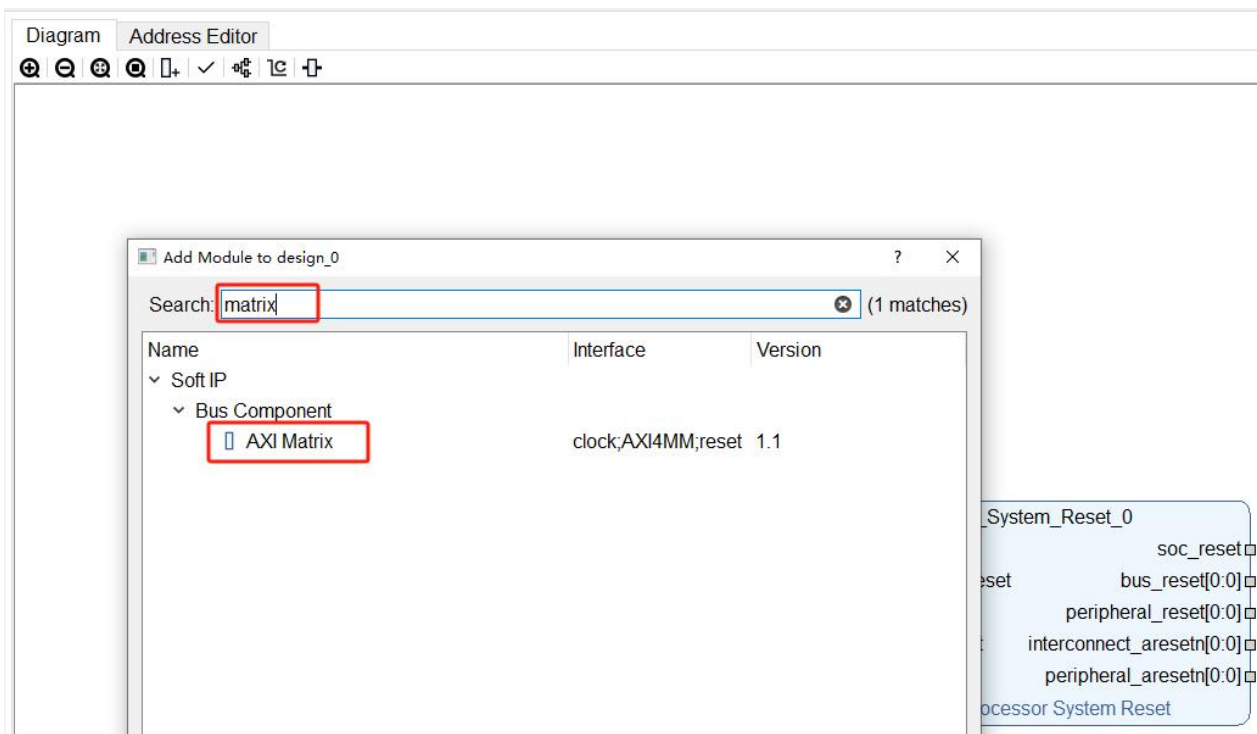 Diagram Address Editor
Add Module to design_0 ?
Search: matrix (1 matches)
Name Interface Version
Soft IP
Bus Component
AXI Matrix clock;AXI4MM;reset 1.1
_System_Reset_0
soc_reset
eset bus_reset[0:0]
peripheral_reset[0:0]
interconnect_aresetn[0:0]
peripheral_aresetn[0:0]
ocessor System Reset